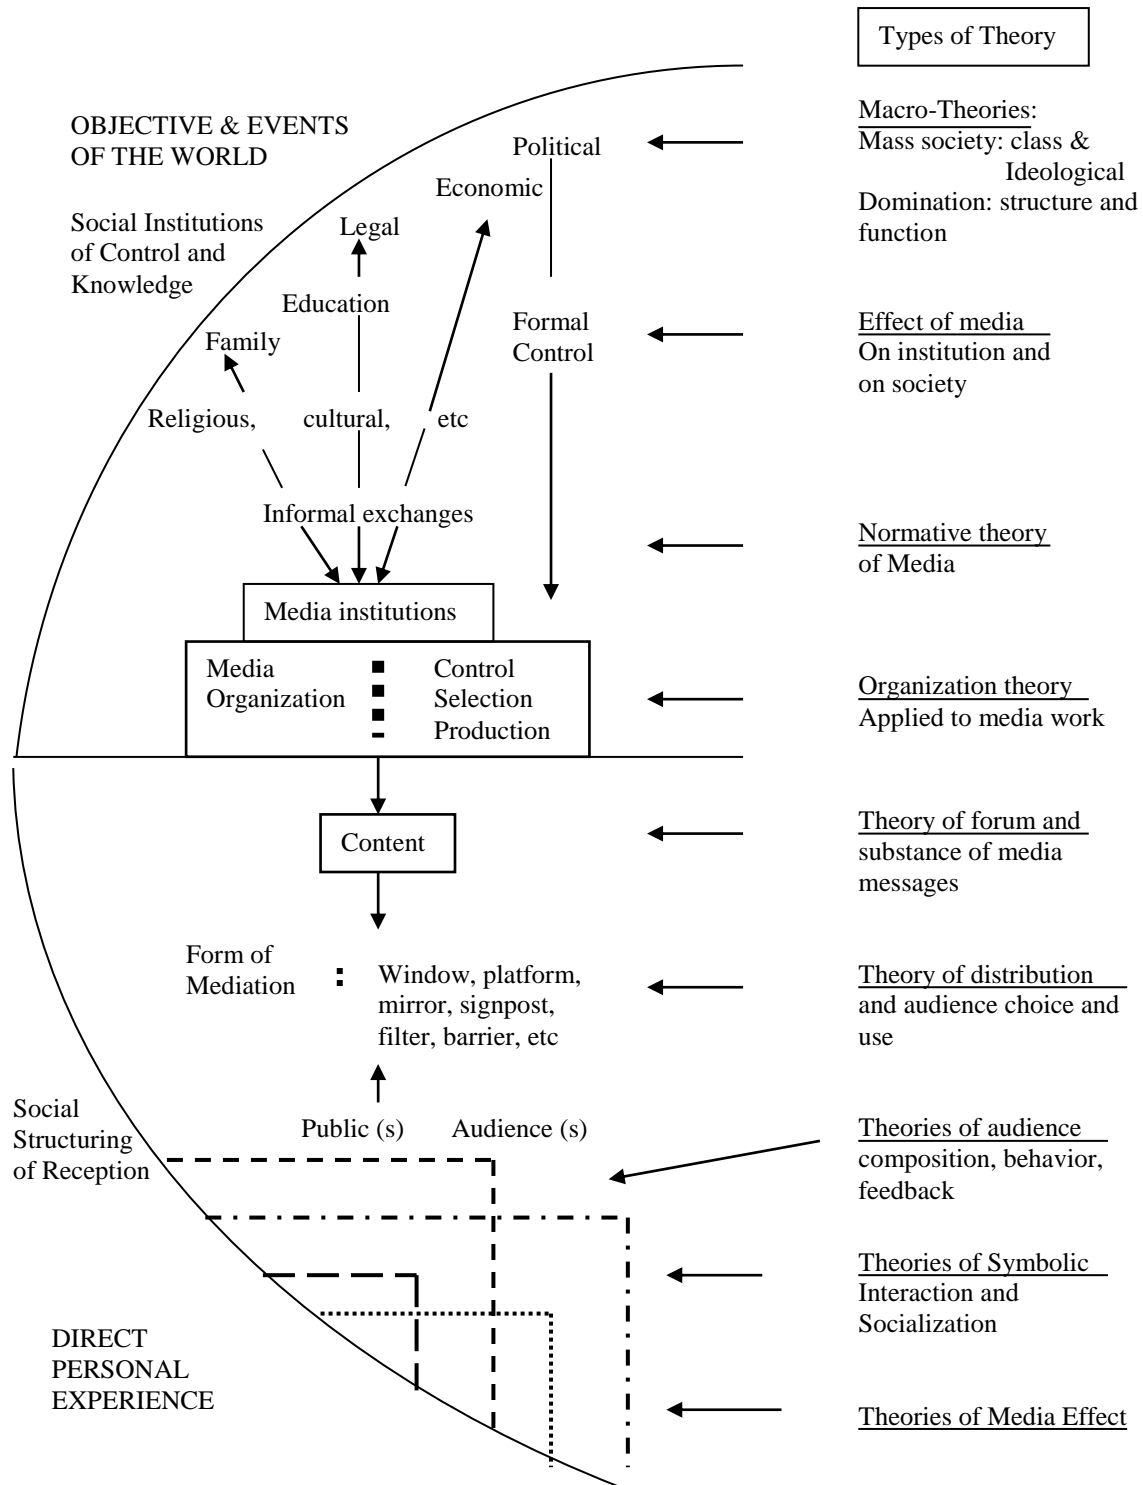 Types of Theory
OBJECTIVE & EVENTS
OF THE WORLD
Social Institutions
of Control and
Knowledge
Political
Economic
Legal
Education
Family
Formal
Control
Religious, cultural, etc
Informal exchanges
Media institutions
Media
Organization
Control
Selection
Production
Content
Form of
Mediation :
Window, platform,
mirror, signpost,
filter, barrier, etc
Social
Structuring
of Reception
Public (s) Audience (s)
DIRECT
PERSONAL
EXPERIENCE
Macro-Theories:
Mass society: class &
Ideological
Domination: structure and
function
Effect of media
On institution and
on society
Normative theory
of Media
Organization theory
Applied to media work
Theory of forum and
substance of media
messages
Theory of distribution
and audience choice and
use
Theories of audience
composition, behavior,
feedback
Theories of Symbolic
Interaction and
Socialization
Theories of Media Effect